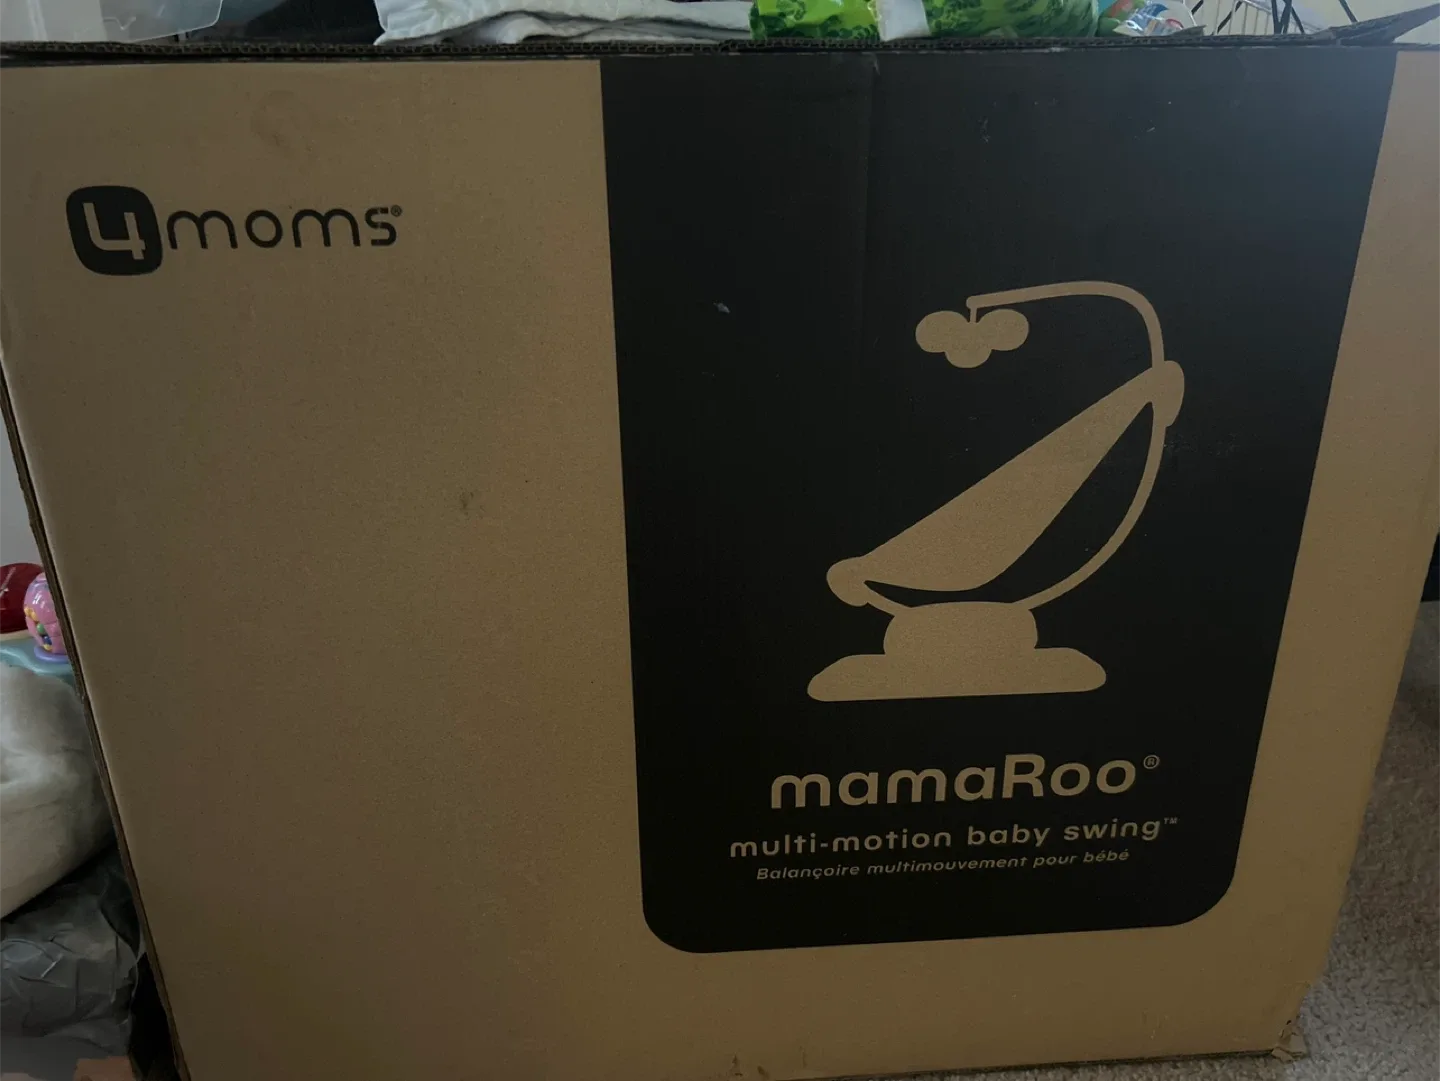 4moms®
mamaRoo®
multi-motion baby swing™
Balançoire multimouvement pour bébé